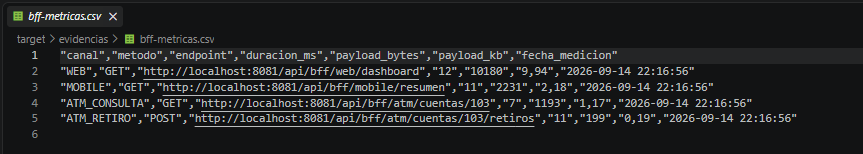 bff-metricas.csv
target > evidencias > bff-metricas.csv
1 "canal","metodo","endpoint","duracion_ms","payload_bytes","payload_kb","fecha_medicion"
2 "WEB","GET","http://localhost:8081/api/bff/web/dashboard","12","10180","9,94","2026-09-14 22:16:56"
3 "MOBILE","GET","http://localhost:8081/api/bff/mobile/resumen","11","2231","2,18","2026-09-14 22:16:56"
4 "ATM_CONSULTA","GET","http://localhost:8081/api/bff/atm/cuentas/103","7","1193","1,17","2026-09-14 22:16:56"
5 "ATM_RETIRO","POST","http://localhost:8081/api/bff/atm/cuentas/103/retiros","11","199","0,19","2026-09-14 22:16:56"
6